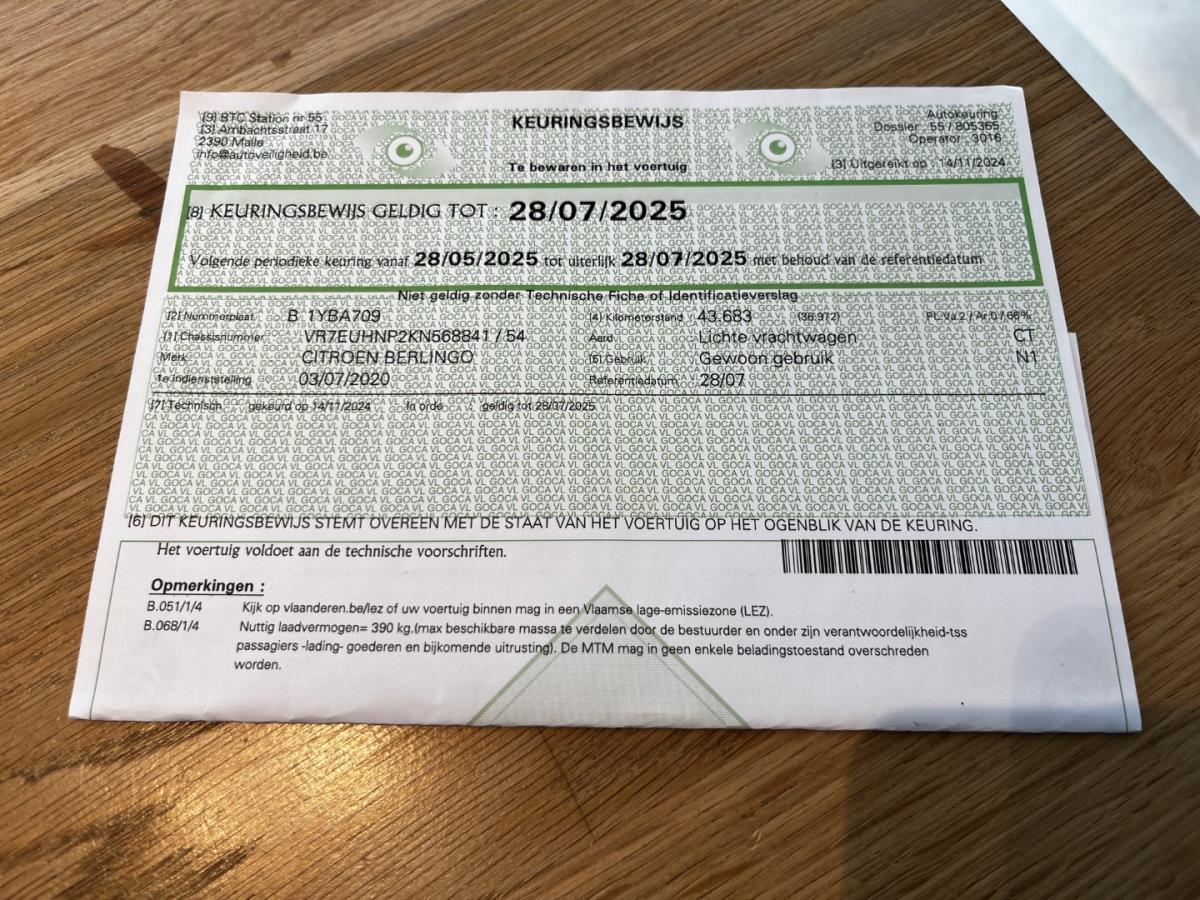 [9] BTC Station nr 55
[3] Ambachtsstraat 17
2390 Malle
info@autoveiligheid.be
KEURINGSBEWIJS
Te bewaren in het voertuig
Autokeuring
Dossier : 55 / 805365
Operator : 3016
[3] Uitgereikt op : 14/11/2024
[8] KEURINGSBEWIJS GELDIG TOT : 28/07/2025
Volgende periodieke keuring vanaf 28/05/2025 tot uiterlijk 28/07/2025 met behoud van de referentiedatum
Niet geldig zonder Technische Fiche of Identificatieverslag
[2] Nummerplaat B 1YBA709 [4] Kilometerstand 43.683 (36.972) PL.Va.2 / Ar.0 / 66%
[1] Chassisnummer VR7EUHNR2KN568841 / 54 Aard Lichte vrachtwagen CT
Merk CITROEN BERLINGO [5] Gebruik Gewoon gebruik N1
1e indienststelling 03/07/2020 Referentiedatum 28/07
[7] Technisch : gekeurd op 14/11/2024 In orde : geldig tot 28/07/2025
[6] DIT KEURINGSBEWIJS STEMT OVEREEN MET DE STAAT VAN HET VOERTUIG OP HET OGENBLIK VAN DE KEURING.
Het voertuig voldoet aan de technische voorschriften.
Opmerkingen :
B.051/1/4 Kijk op vlaanderen.be/lez of uw voertuig binnen mag in een Vlaamse lage-emissiezone (LEZ).
B.068/1/4 Nuttig laadvermogen= 390 kg.(max beschikbare massa te verdelen door de bestuurder en onder zijn verantwoordelijkheid-tss
passagiers -lading- goederen en bijkomende uitrusting). De MTM mag in geen enkele beladingstoestand overschreden
worden.